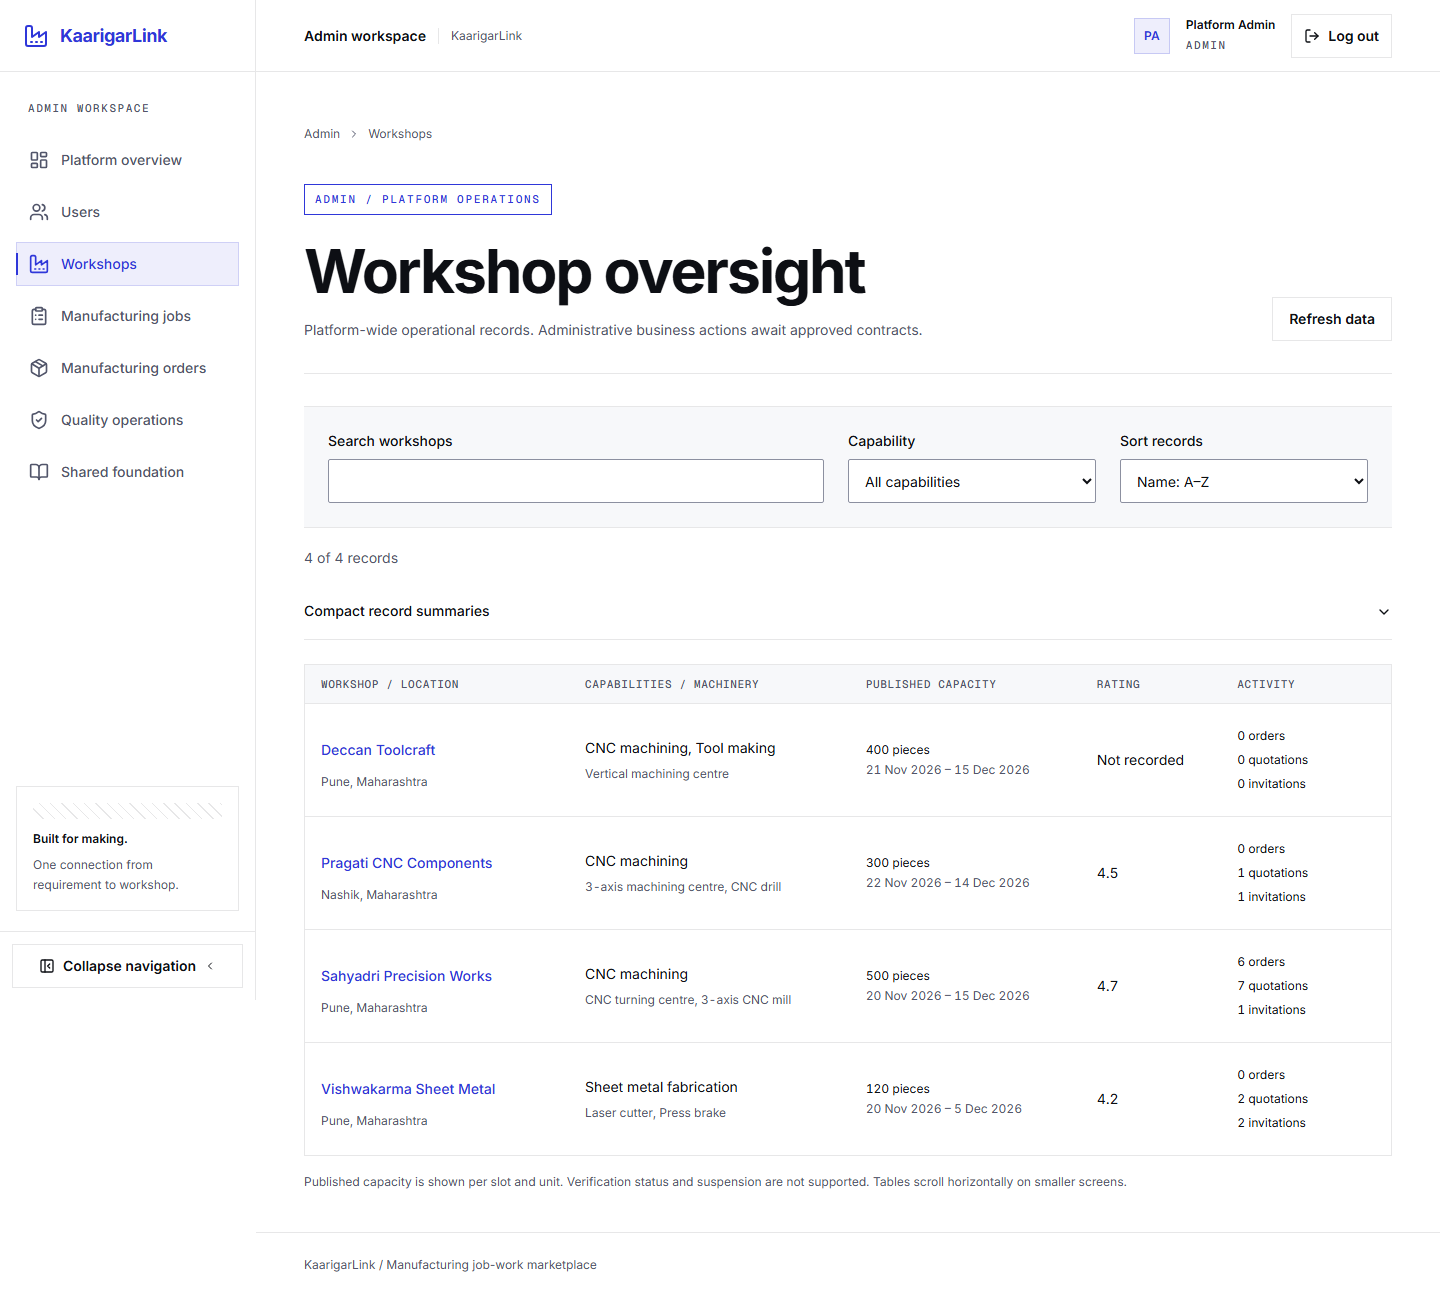 KaarigarLink
Admin workspace
KaarigarLink
PA
Platform Admin
ADMIN
Log out
ADMIN WORKSPACE
Platform overview
Users
Workshops
Manufacturing jobs
Manufacturing orders
Quality operations
Shared foundation
Built for making.
One connection from
requirement to workshop.
Collapse navigation
Admin > Workshops
ADMIN / PLATFORM OPERATIONS
Workshop oversight
Platform-wide operational records. Administrative business actions await approved contracts.
Refresh data
Search workshops
Capability
All capabilities
Sort records
Name: A–Z
4 of 4 records
Compact record summaries
WORKSHOP / LOCATION
CAPABILITIES / MACHINERY
PUBLISHED CAPACITY
RATING
ACTIVITY
Deccan Toolcraft
Pune, Maharashtra
CNC machining, Tool making
Vertical machining centre
400 pieces
21 Nov 2026 – 15 Dec 2026
Not recorded
0 orders
0 quotations
0 invitations
Pragati CNC Components
Nashik, Maharashtra
CNC machining
3-axis machining centre, CNC drill
300 pieces
22 Nov 2026 – 14 Dec 2026
4.5
0 orders
1 quotations
1 invitations
Sahyadri Precision Works
Pune, Maharashtra
CNC machining
CNC turning centre, 3-axis CNC mill
500 pieces
20 Nov 2026 – 15 Dec 2026
4.7
6 orders
7 quotations
1 invitations
Vishwakarma Sheet Metal
Pune, Maharashtra
Sheet metal fabrication
Laser cutter, Press brake
120 pieces
20 Nov 2026 – 5 Dec 2026
4.2
0 orders
2 quotations
2 invitations
Published capacity is shown per slot and unit. Verification status and suspension are not supported. Tables scroll horizontally on smaller screens.
KaarigarLink / Manufacturing job-work marketplace